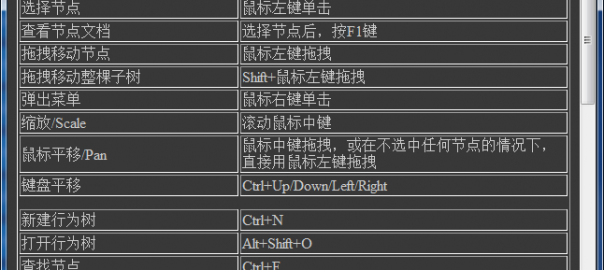 选择节点 鼠标左键单击
查看节点文档 选择节点后，按F1键
拖拽移动节点 鼠标左键拖拽
拖拽移动整棵子树 Shift+鼠标左键拖拽
弹出菜单 鼠标右键单击
缩放/Scale 滚动鼠标中键
鼠标平移/Pan 鼠标中键拖拽，或在不选中任何节点的情况下，
直接用鼠标左键拖拽
键盘平移 Ctrl+Up/Down/Left/Right
新建行为树 Ctrl+N
打开行为树 Alt+Shift+O
查找节点 Ctrl+F